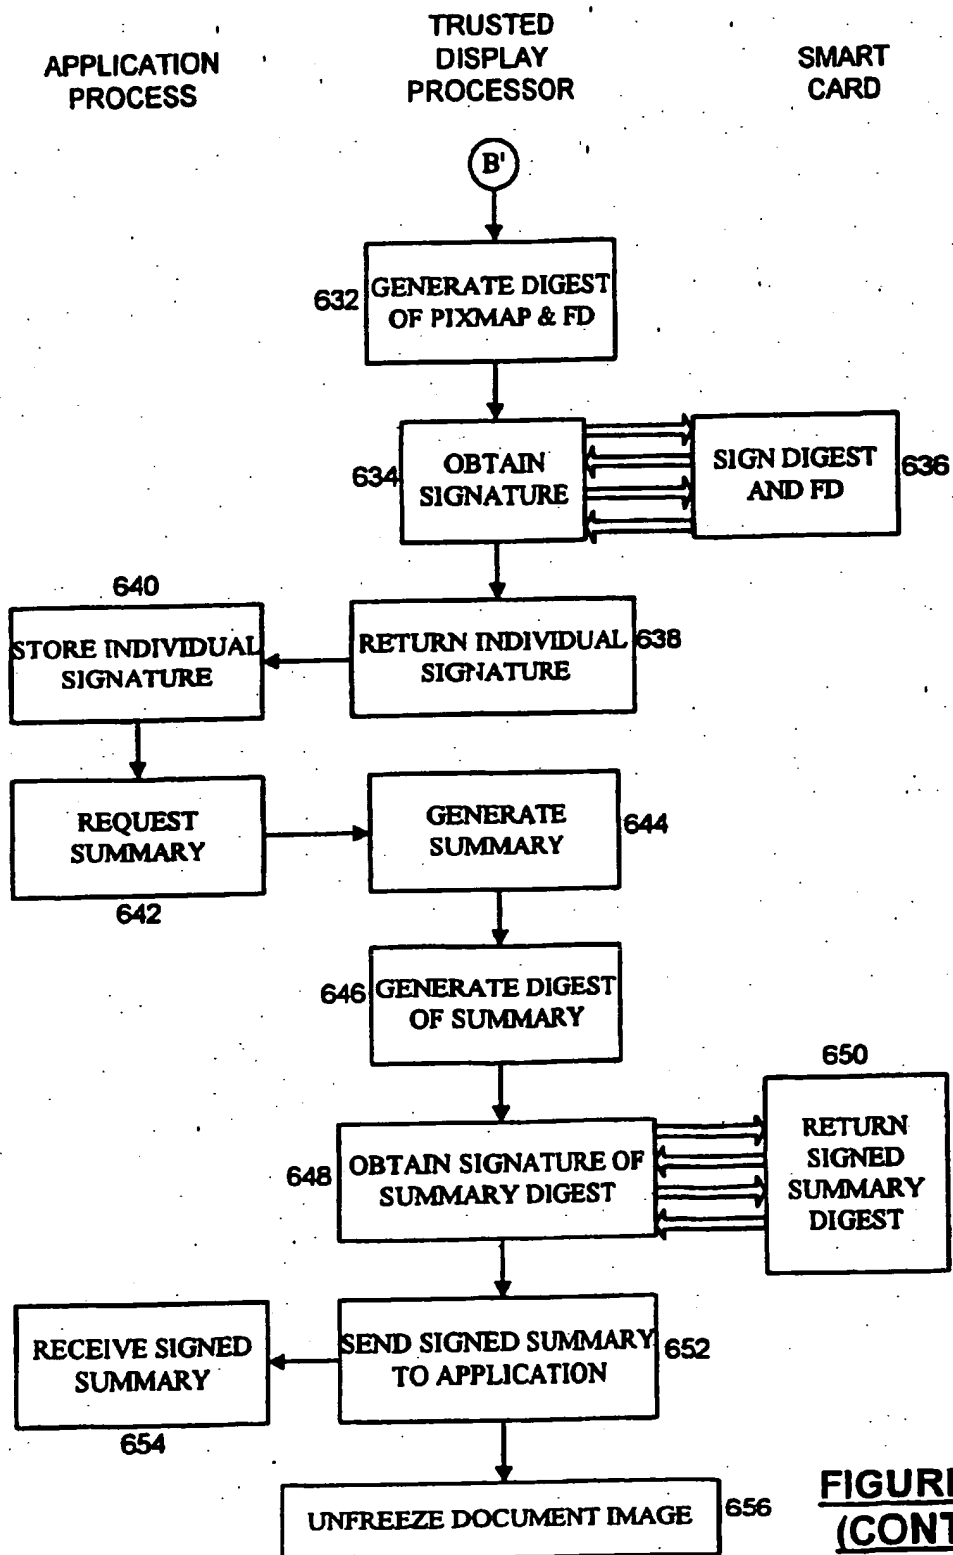 APPLICATION
PROCESS
TRUSTED
DISPLAY
PROCESSOR
SMART
CARD
B'
632
GENERATE DIGEST
OF PIXMAP & FD
634
OBTAIN
SIGNATURE
SIGN DIGEST
AND FD
636
640
STORE INDIVIDUAL
SIGNATURE
RETURN INDIVIDUAL
SIGNATURE
638
REQUEST
SUMMARY
642
GENERATE
SUMMARY
644
646
GENERATE DIGEST
OF SUMMARY
648
OBTAIN SIGNATURE OF
SUMMARY DIGEST
650
RETURN
SIGNED
SUMMARY
DIGEST
RECEIVE SIGNED
SUMMARY
654
SEND SIGNED SUMMARY
TO APPLICATION
652
UNFREEZE DOCUMENT IMAGE
656
FIGURE
(CONT